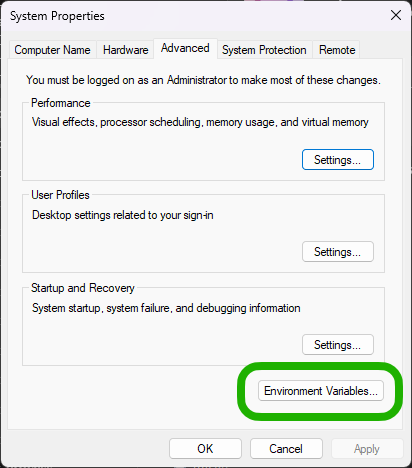 System Properties
Computer Name Hardware Advanced System Protection Remote
You must be logged on as an Administrator to make most of these changes.
Performance
Visual effects, processor scheduling, memory usage, and virtual memory
Settings...
User Profiles
Desktop settings related to your sign-in
Settings...
Startup and Recovery
System startup, system failure, and debugging information
Settings...
Environment Variables...
OK Cancel Apply